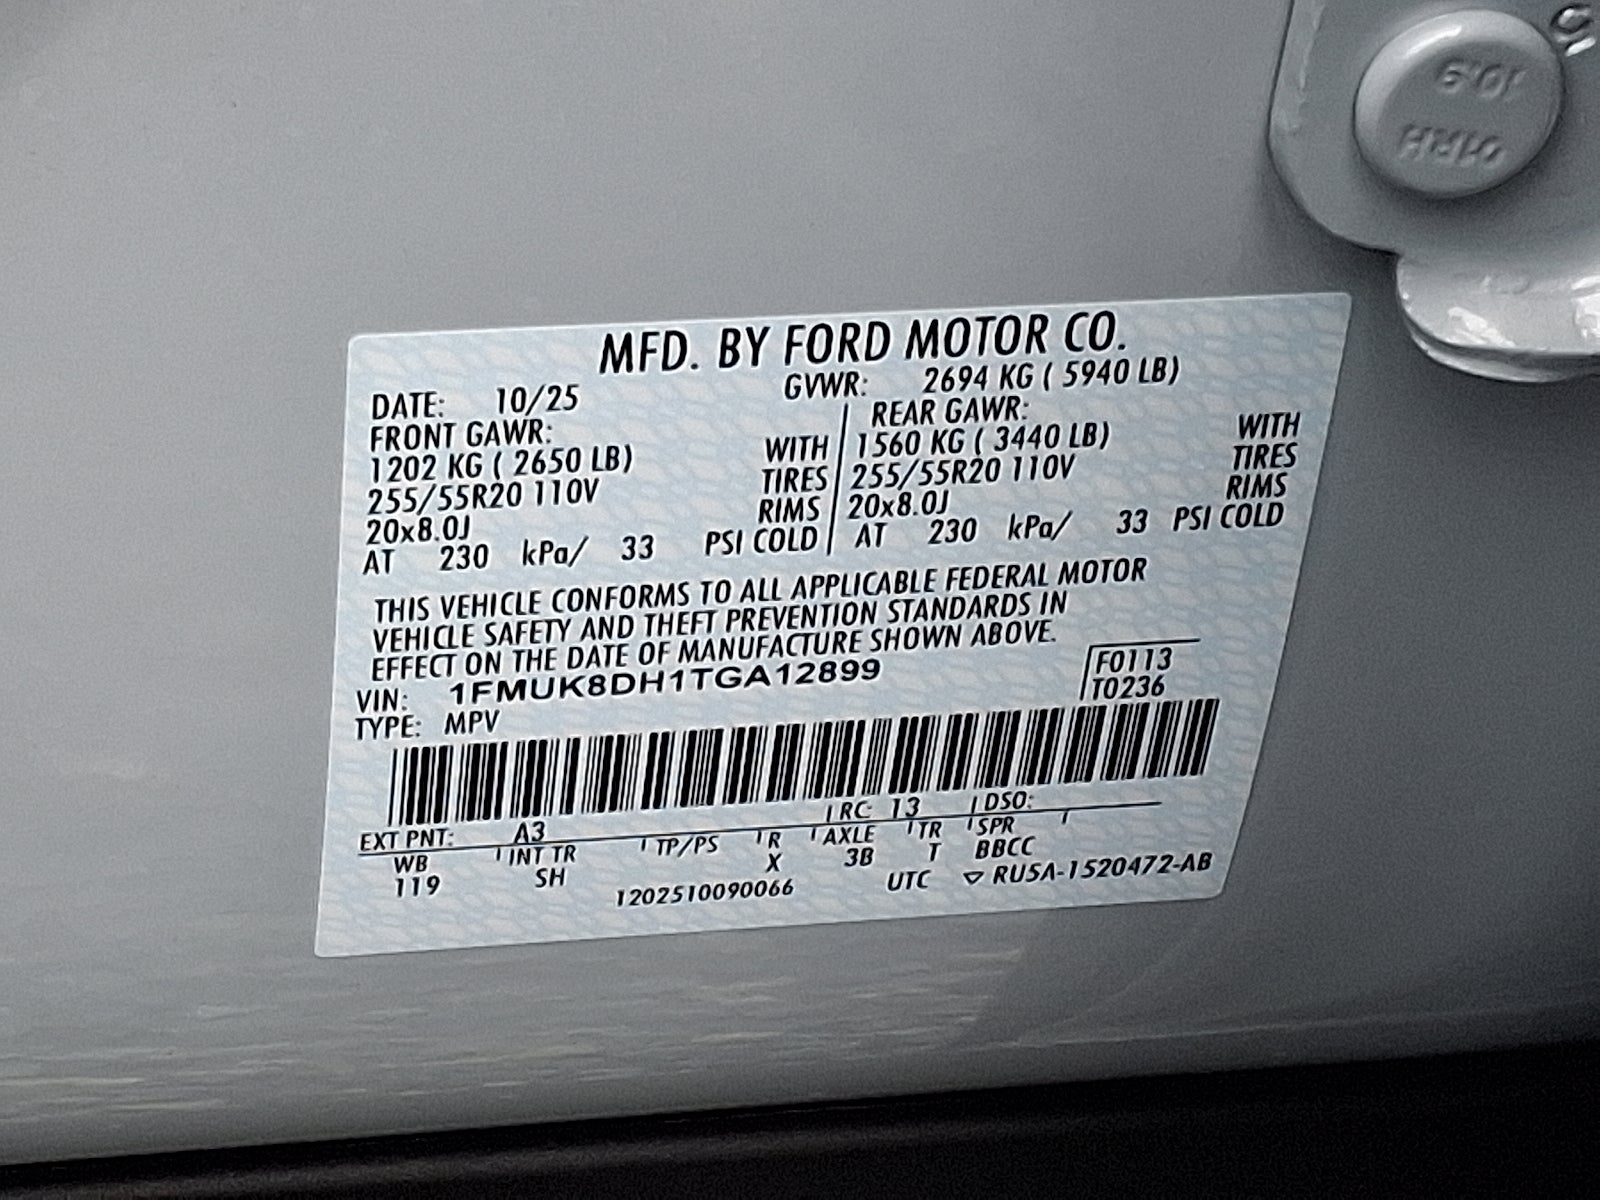 10.9
01RH
MFD. BY FORD MOTOR CO.
DATE: 10/25 GVWR: 2694 KG ( 5940 LB)
FRONT GAWR: REAR GAWR:
1202 KG ( 2650 LB) WITH 1560 KG ( 3440 LB) WITH
255/55R20 110V TIRES 255/55R20 110V TIRES
20x8.0J RIMS 20x8.0J RIMS
AT 230 kPa/ 33 PSI COLD AT 230 kPa/ 33 PSI COLD
THIS VEHICLE CONFORMS TO ALL APPLICABLE FEDERAL MOTOR
VEHICLE SAFETY AND THEFT PREVENTION STANDARDS IN
EFFECT ON THE DATE OF MANUFACTURE SHOWN ABOVE.
VIN: 1FMUK8DH1TGA12899 F0113
TYPE: MPV T0236
EXT PNT: A3 RC: 13 DSO:
WB INT TR TP/PS R AXLE TR SPR
119 SH X 3B T BBCC
1202510090066 UTC ▽ RU5A-1520472-AB